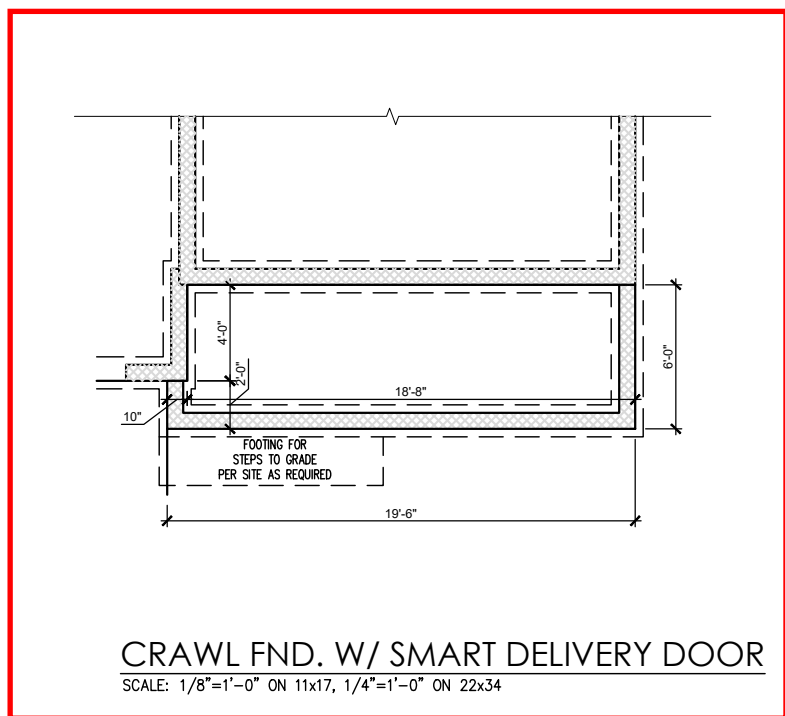 4'-0"
2'-0"
6'-0"
18'-8"
10"
FOOTING FOR
STEPS TO GRADE
PER SITE AS REQUIRED
19'-6"
CRAWL FND. W/ SMART DELIVERY DOOR
SCALE: 1/8"=1'-0" ON 11x17, 1/4"=1'-0" ON 22x34